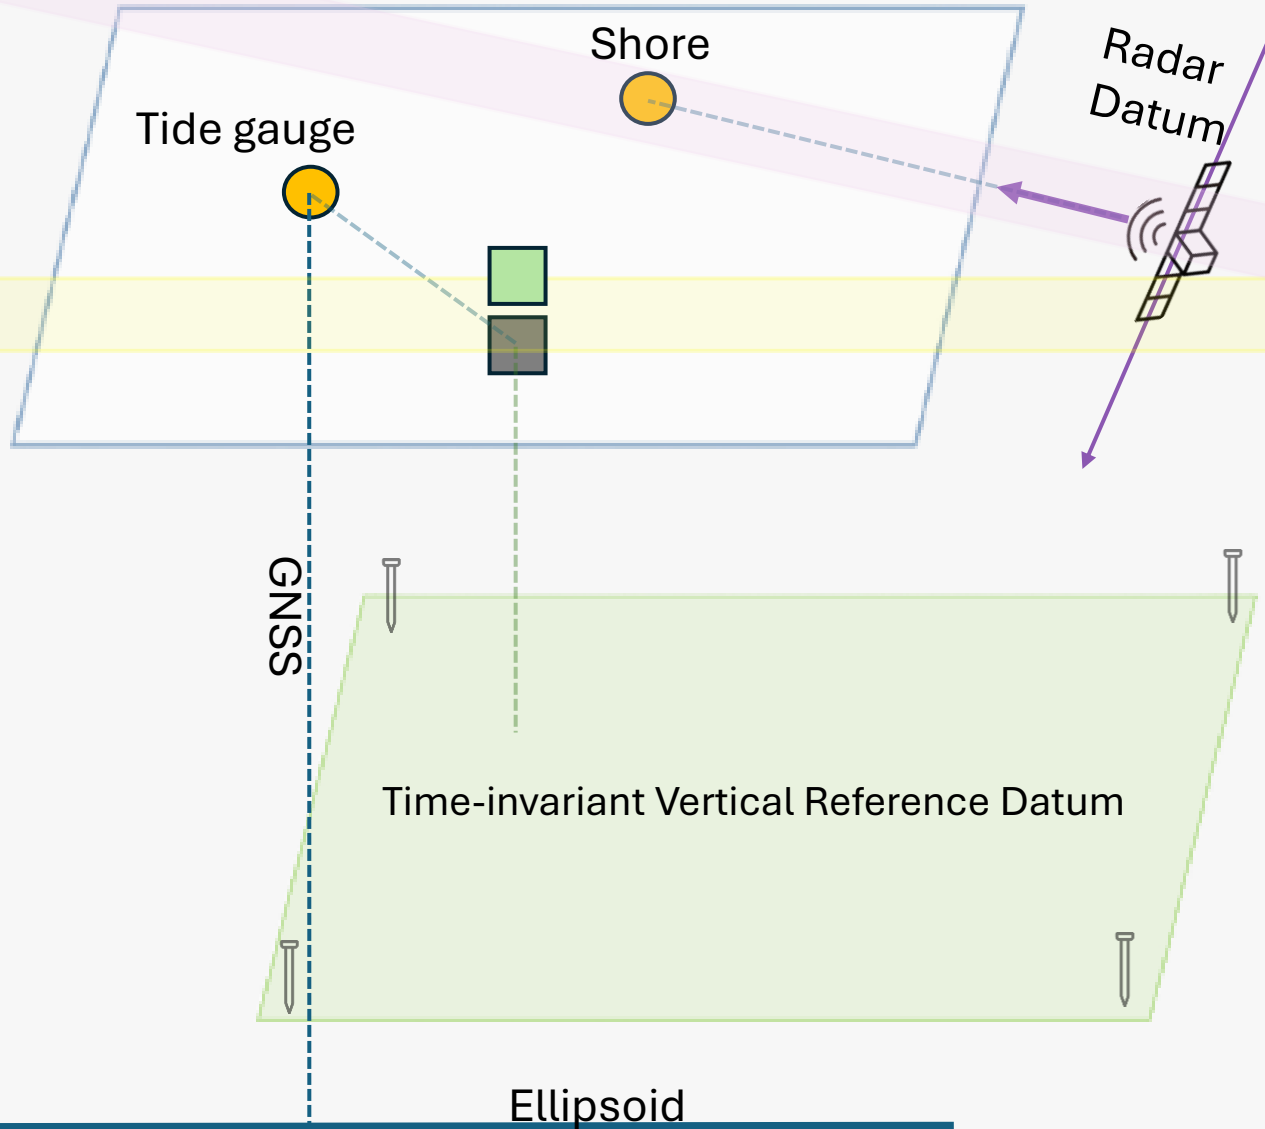 Shore
Radar
Datum
Tide gauge
GNSS
Time-invariant Vertical Reference Datum
Ellipsoid